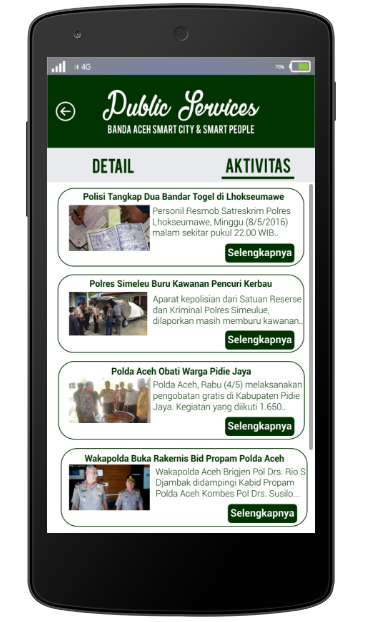 4G
70%
Public Services
BANDA ACEH SMART CITY & SMART PEOPLE
DETAIL
AKTIVITAS
Polisi Tangkap Dua Bandar Togel di Lhokseumawe
Personil Resmob Satreskrim Polres
Lhokseumawe, Minggu (8/5/2016)
malam sekitar pukul 22.00 WIB..
Selengkapnya
Polres Simeleu Buru Kawanan Pencuri Kerbau
Aparat kepolisian dari Satuan Reserse
dan Kriminal Polres Simeulue,
dilaporkan masih memburu kawanan..
Selengkapnya
Polda Aceh Obati Warga Pidie Jaya
Polda Aceh, Rabu (4/5) melaksanakan
pengobatan gratis di Kabupaten Pidie
Jaya. Kegiatan yang diikuti 1.650..
Selengkapnya
Wakapolda Buka Rakernis Bid Propam Polda Aceh
Wakapolda Aceh Brigjen Pol Drs. Rio S
Djambak didampingi Kabid Propam
Polda Aceh Kombes Pol Drs. Susilo...
Selengkapnya